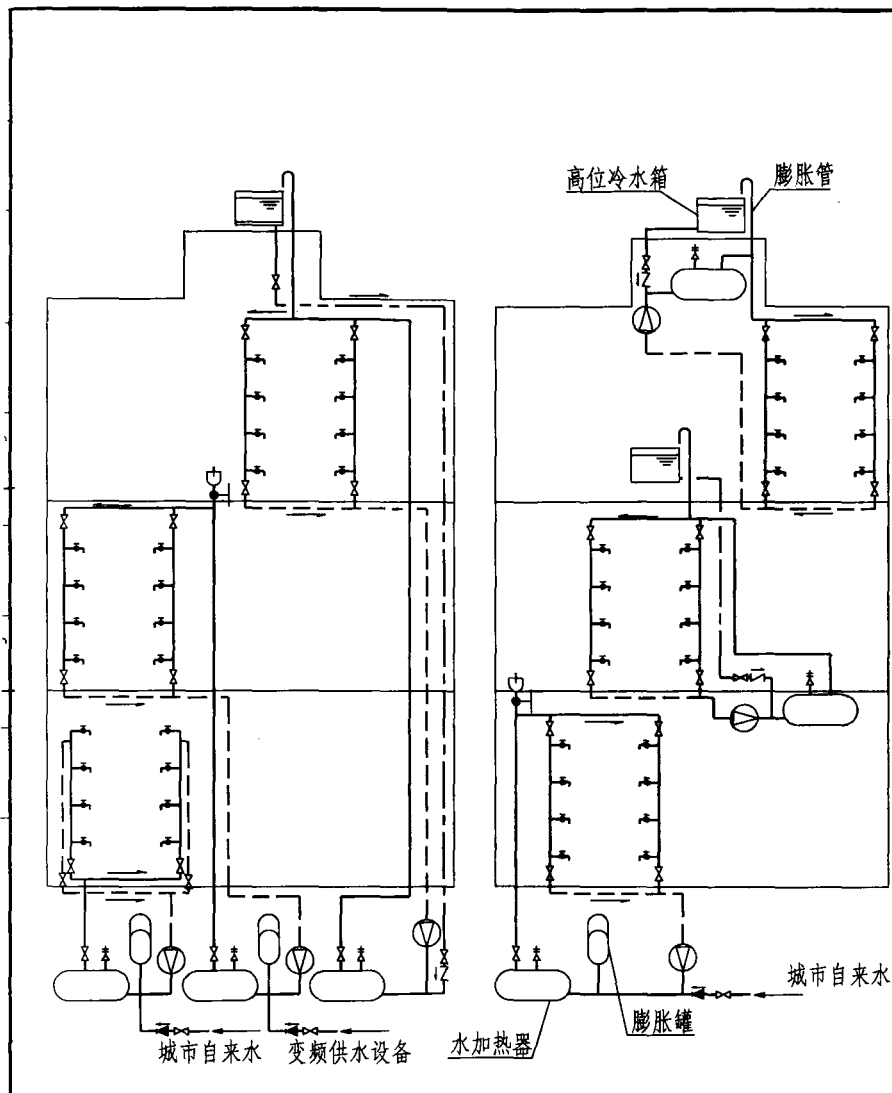 高位冷水箱
膨胀管
城市自来水
城市自来水
变频供水设备
水加热器
膨胀罐